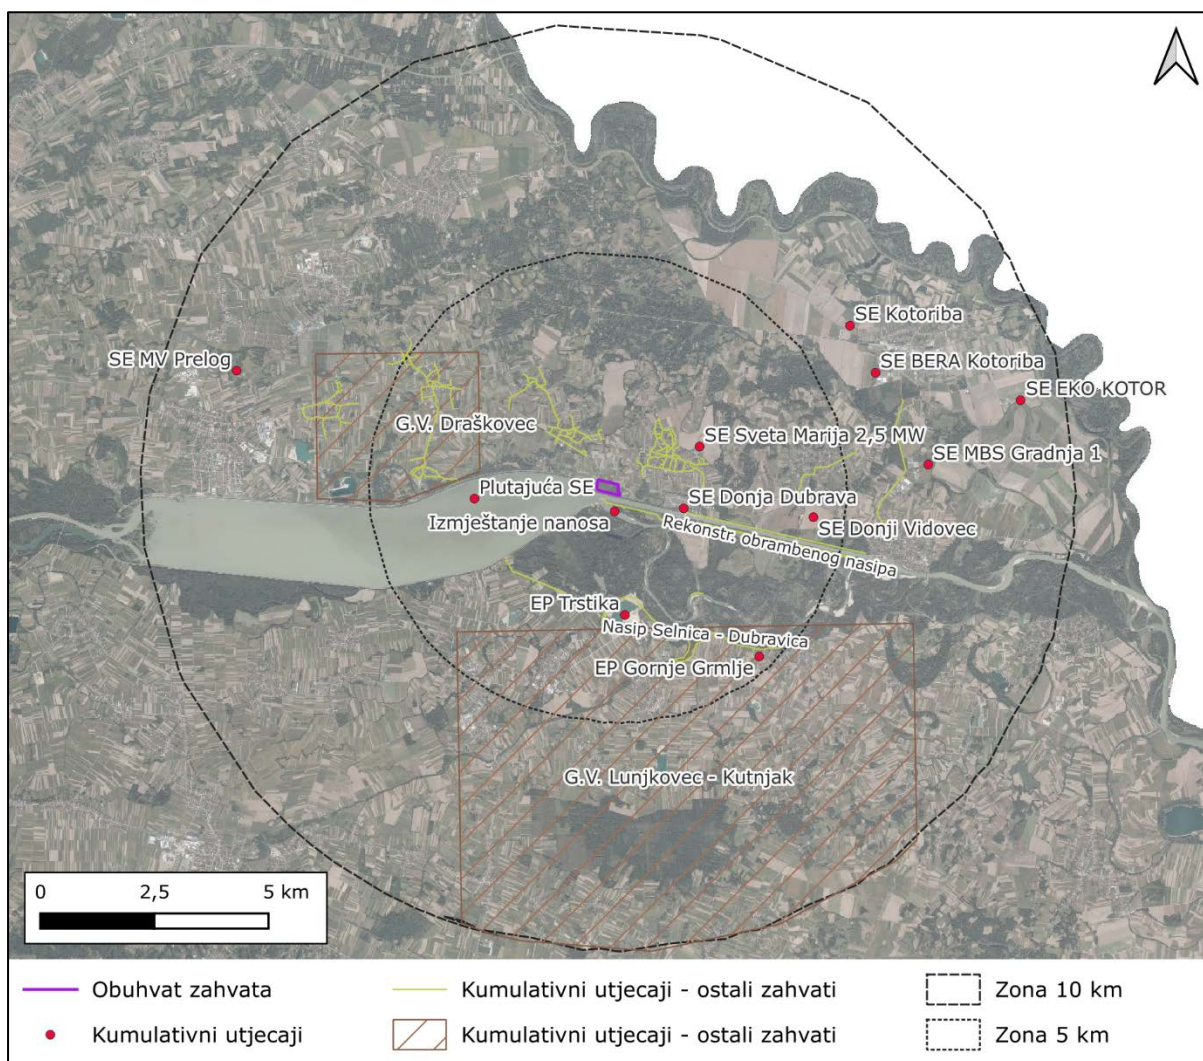 SE Kotoriba
SE MV Prelog
SE BERA Kotoriba
SE EKO-KOTOR
G.V. Draškovec
SE Sveta Marija 2,5 MW
SE MBS Gradnja 1
Plutajuća SE
SE Donja Dubrava
Izmještanje nanosa
SE Donji Vidovec
Rekonstr. obrambenog nasipa
EP Trstika
Nasip Selnica - Dubravica
EP Gornje Grmlje
G.V. Lunjkovec - Kutnjak
0 2,5 5 km
Obuhvat zahvata
Kumulativni utjecaji - ostali zahvati
Zona 10 km
Kumulativni utjecaji
Kumulativni utjecaji - ostali zahvati
Zona 5 km